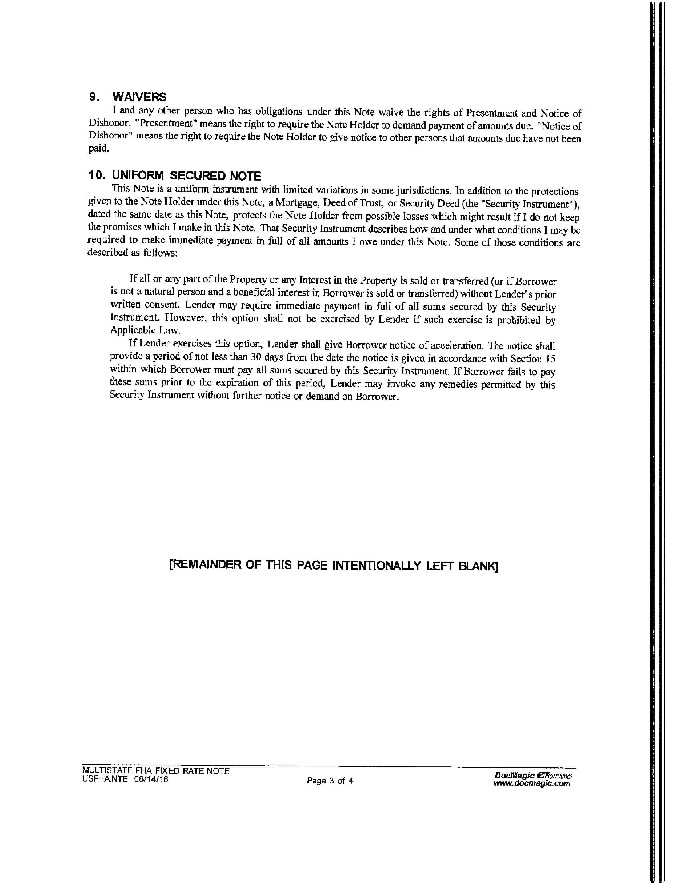 9. WAIVERS
I and any other person who has obligations under this Note waive the rights of Presentment and Notice of
Dishonor. "Presentment" means the right to require the Note Holder to demand payment of amounts due. "Notice of
Dishonor" means the right to require the Note Holder to give notice to other persons that amounts due have not been
paid.
10. UNIFORM SECURED NOTE
This Note is a uniform instrument with limited variations in some jurisdictions. In addition to the protections
given to the Note Holder under this Note, a Mortgage, Deed of Trust, or Security Deed (the "Security Instrument"),
dated the same date as this Note, protects the Note Holder from possible losses which might result if I do not keep
the promises which I make in this Note. That Security Instrument describes how and under what conditions I may be
required to make immediate payment in full of all amounts I owe under this Note. Some of those conditions are
described as follows:
If all or any part of the Property or any Interest in the Property is sold or transferred (or if Borrower
is not a natural person and a beneficial interest in Borrower is sold or transferred) without Lender's prior
written consent, Lender may require immediate payment in full of all sums secured by this Security
Instrument. However, this option shall not be exercised by Lender if such exercise is prohibited by
Applicable Law.
If Lender exercises this option, Lender shall give Borrower notice of acceleration. The notice shall
provide a period of not less than 30 days from the date the notice is given in accordance with Section 15
within which Borrower must pay all sums secured by this Security Instrument. If Borrower fails to pay
these sums prior to the expiration of this period, Lender may invoke any remedies permitted by this
Security Instrument without further notice or demand on Borrower.
[REMAINDER OF THIS PAGE INTENTIONALLY LEFT BLANK]
MULTISTATE FHA FIXED RATE NOTE
06/14/16
Page 3 of 4
DocMagic
www.docmagic.com